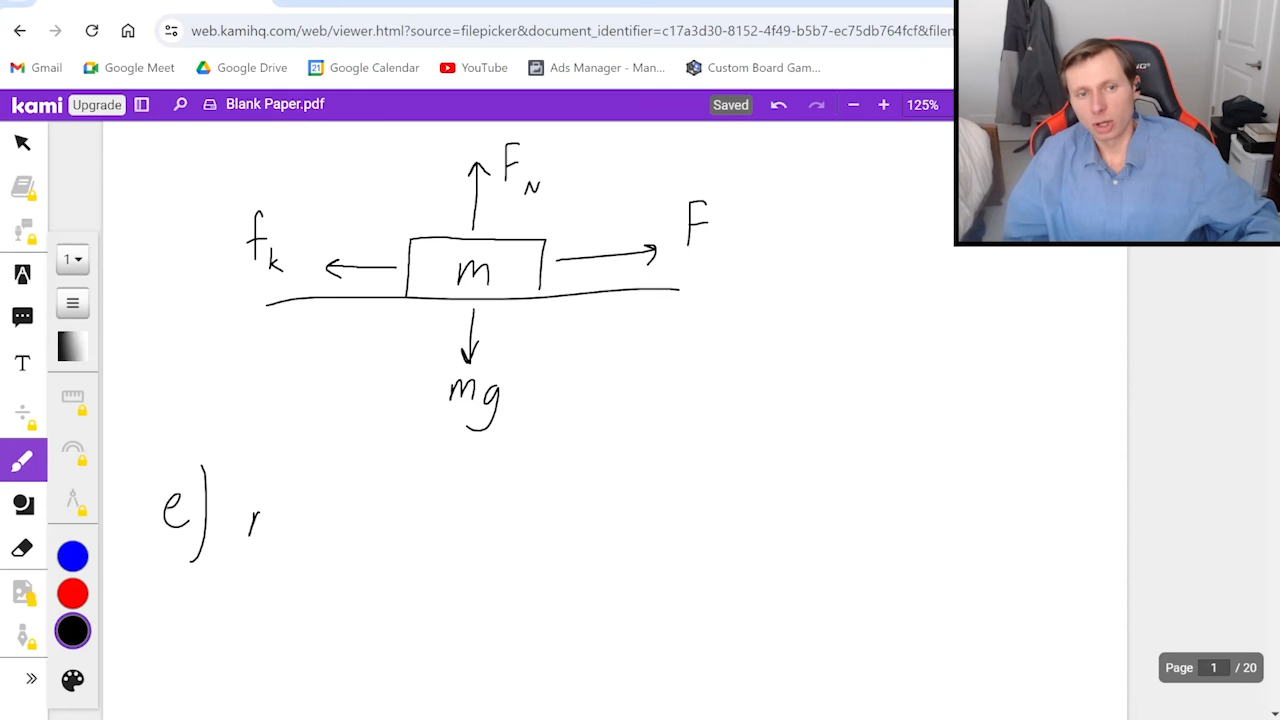 web.kamihq.com/web/viewer.html?source=filepicker&document_identifier=c17a3d30-8152-4f49-b5b7-ec75db764fcf&filen
Gmail
Google Meet
Google Drive
31
Google Calendar
YouTube
Ads Manager - Man...
Custom Board Gam...
kami
Upgrade
Blank Paper.pdf
Saved
125%
F_N
f_k
F
m
mg
e)
1
T
Page 1 / 20